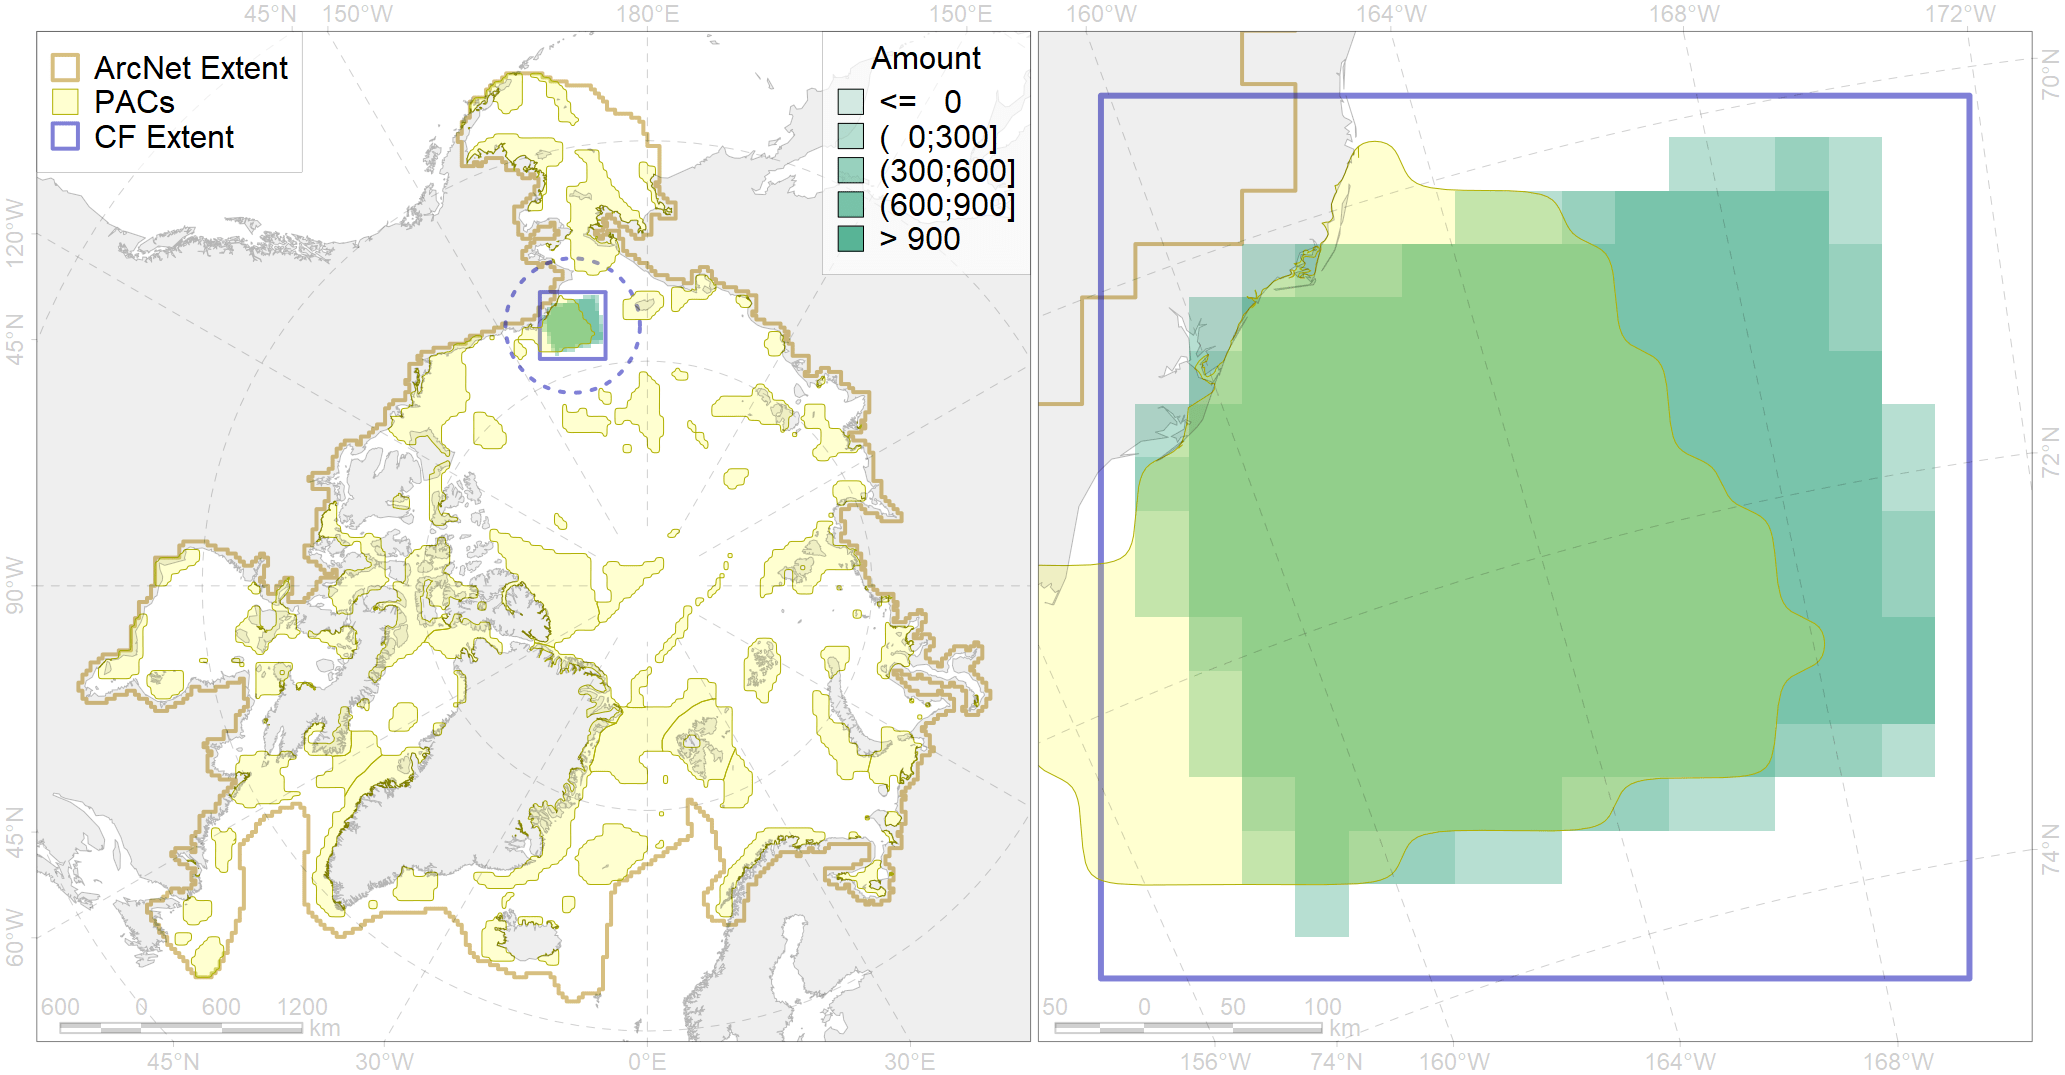 45°N 150°W 180°E 150°E 160°W 164°W 168°W 172°W
ArcNet Extent
PACs
CF Extent
Amount
<= 0
( 0;300]
(300;600]
(600;900]
> 900
120°W
45°N
90°W
45°N
60°W
70°N
72°N
74°N
600 0 600 1200
km
50 0 50 100
km
45°N 30°W 0°E 30°E 156°W 74°N 160°W 164°W 168°W